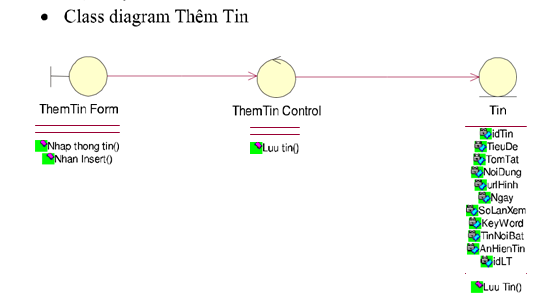 • Class diagram Thêm Tin
ThemTin Form
Nhap thong tin()
Nhan Insert()
ThemTin Control
Luu tin()
Tin
idTin
TieuDe
TomTat
NoiDung
urlHinh
Ngay
SoLanXem
KeyWord
TinNoiBat
AnHienTin
idLT
Luu Tin()